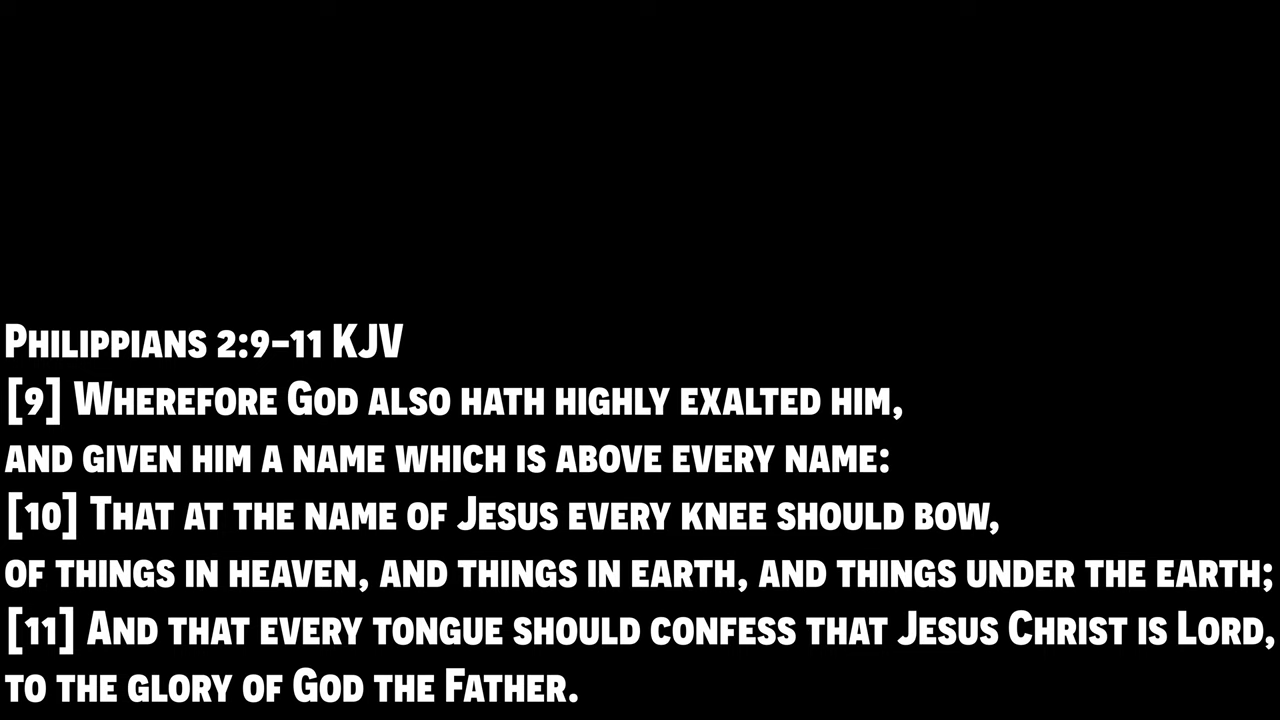 Philippians 2:9–11 KJV
[9] Wherefore God also hath highly exalted him,
and given him a name which is above every name:
[10] That at the name of Jesus every knee should bow,
of things in heaven, and things in earth, and things under the earth;
[11] And that every tongue should confess that Jesus Christ is Lord,
to the glory of God the Father.